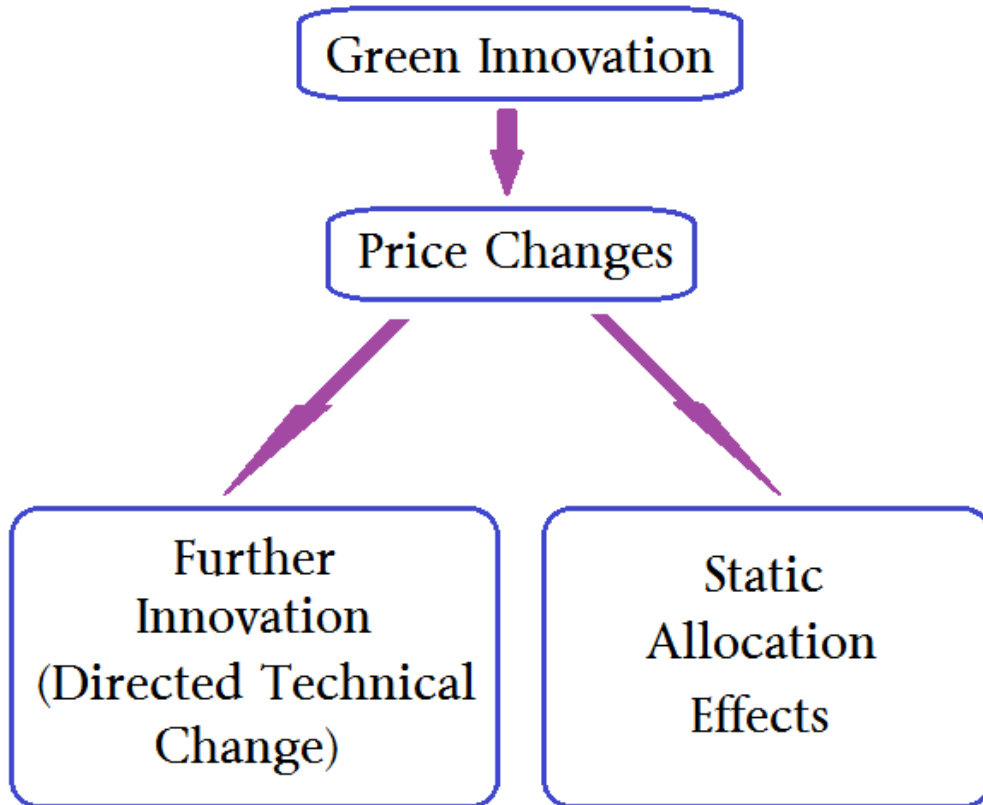 Green Innovation
Price Changes
Further
Innovation
(Directed Technical
Change)
Static
Allocation
Effects